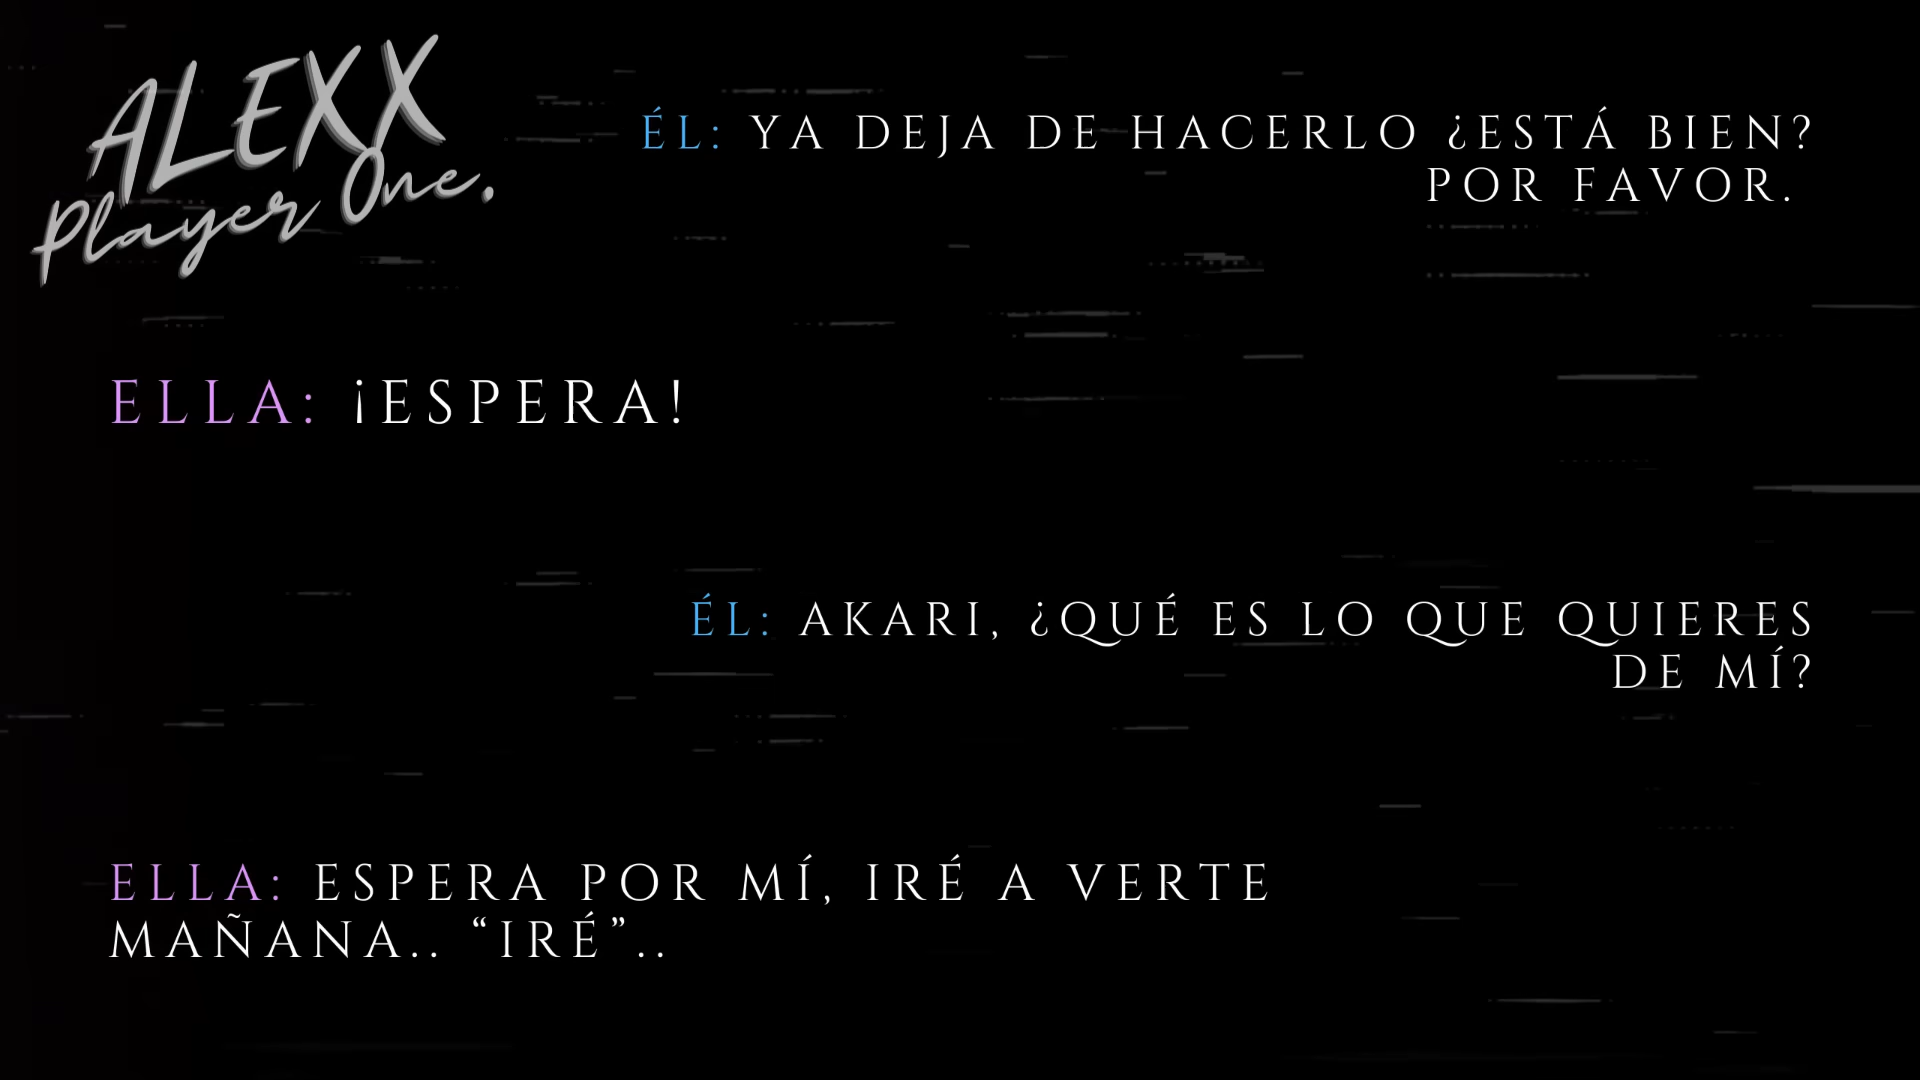 ALEXX
Player One.
ÉL: YA DEJA DE HACERLO ¿ESTÁ BIEN?
POR FAVOR.
ELLA: ¡ESPERA!
ÉL: AKARI, ¿QUÉ ES LO QUE QUIERES
DE MÍ?
ELLA: ESPERA POR MÍ, IRÉ A VERTE
MAÑANA.. “IRÉ”..